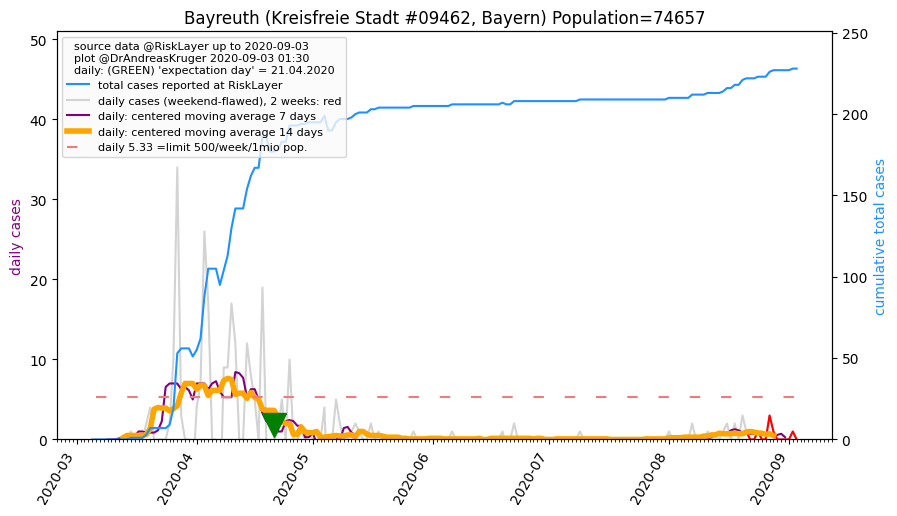 Bayreuth (Kreisfreie Stadt #09462, Bayern) Population=74657
source data @RiskLayer up to 2020-09-03
plot @DrAndreasKruger 2020-09-03 01:30
daily: (GREEN) 'expectation day' = 21.04.2020
total cases reported at RiskLayer
daily cases (weekend-flawed), 2 weeks: red
daily: centered moving average 7 days
daily: centered moving average 14 days
daily 5.33 =limit 500/week/1mio pop.
daily cases
50
40
30
20
10
0
cumulative total cases
250
200
150
100
50
0
2020-03
2020-04
2020-05
2020-06
2020-07
2020-08
2020-09